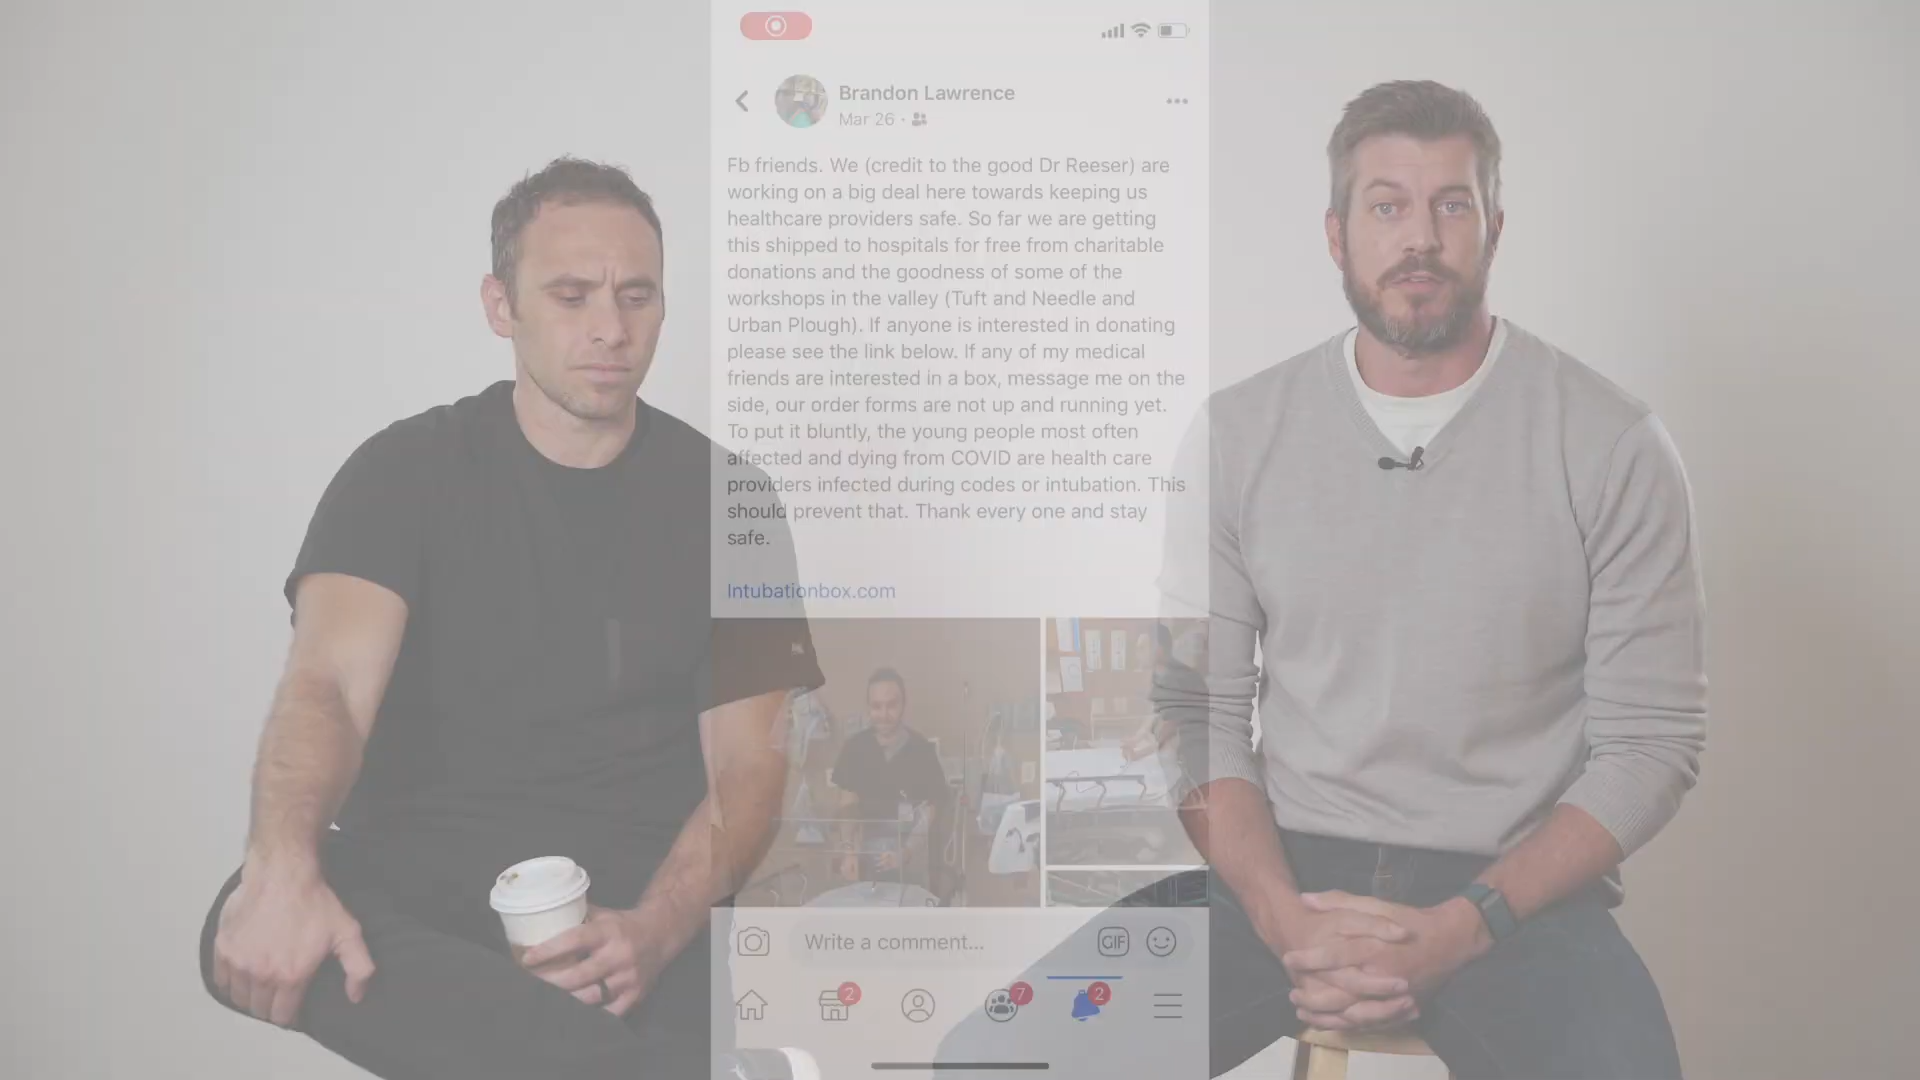 Brandon Lawrence
Mar 26 ·
Fb friends. We (credit to the good Dr Reeser) are
working on a big deal here towards keeping us
healthcare providers safe. So far we are getting
this shipped to hospitals for free from charitable
donations and the goodness of some of the
workshops in the valley (Tuft and Needle and
Urban Plough). If anyone is interested in donating
please see the link below. If any of my medical
friends are interested in a box, message me on the
side, our order forms are not up and running yet.
To put it bluntly, the young people most often
affected and dying from COVID are health care
providers infected during codes or intubation. This
should prevent that. Thank every one and stay
safe.
Intubationbox.com
Write a comment...
GIF
2
7
2